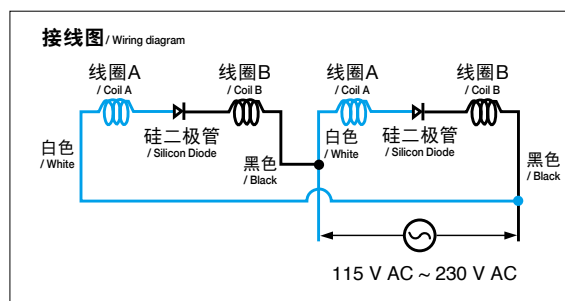 接线图 / Wiring diagram
线圈A
/ Coil A
线圈B
/ Coil B
线圈A
/ Coil A
线圈B
/ Coil B
白色
/ White
硅二极管
/ Silicon Diode
黑色
/ Black
白色
/ White
硅二极管
/ Silicon Diode
黑色
/ Black
115 V AC ~ 230 V AC